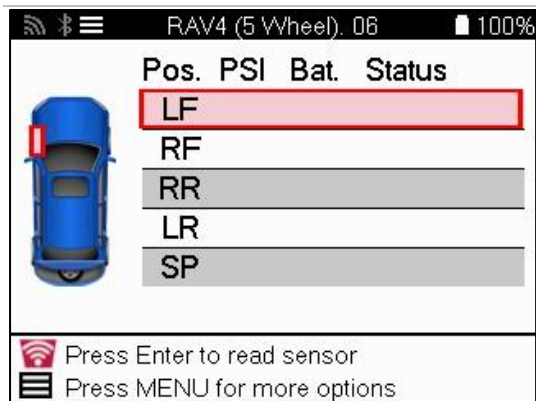 RAV4 (5 Wheel). 06 100%
Pos. PSI Bat. Status
LF
RF
RR
LR
SP
Press Enter to read sensor
Press MENU for more options